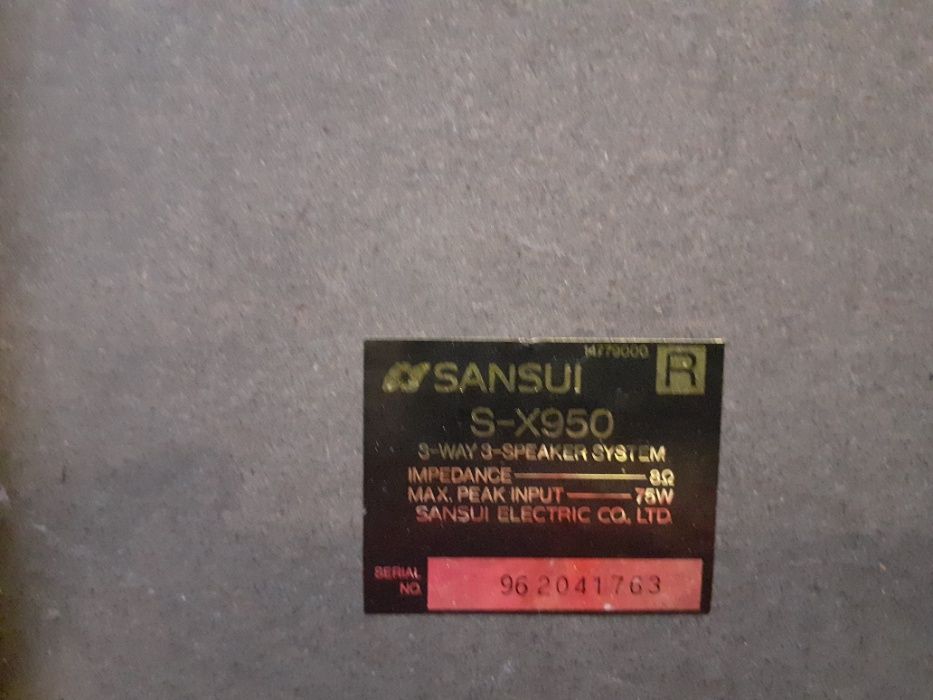 14779000
R
SANSUI
S-X950
3-WAY 3-SPEAKER SYSTEM
IMPEDANCE 8Ω
MAX. PEAK INPUT 75W
SANSUI ELECTRIC CO., LTD.
SERIAL NO. 962041763